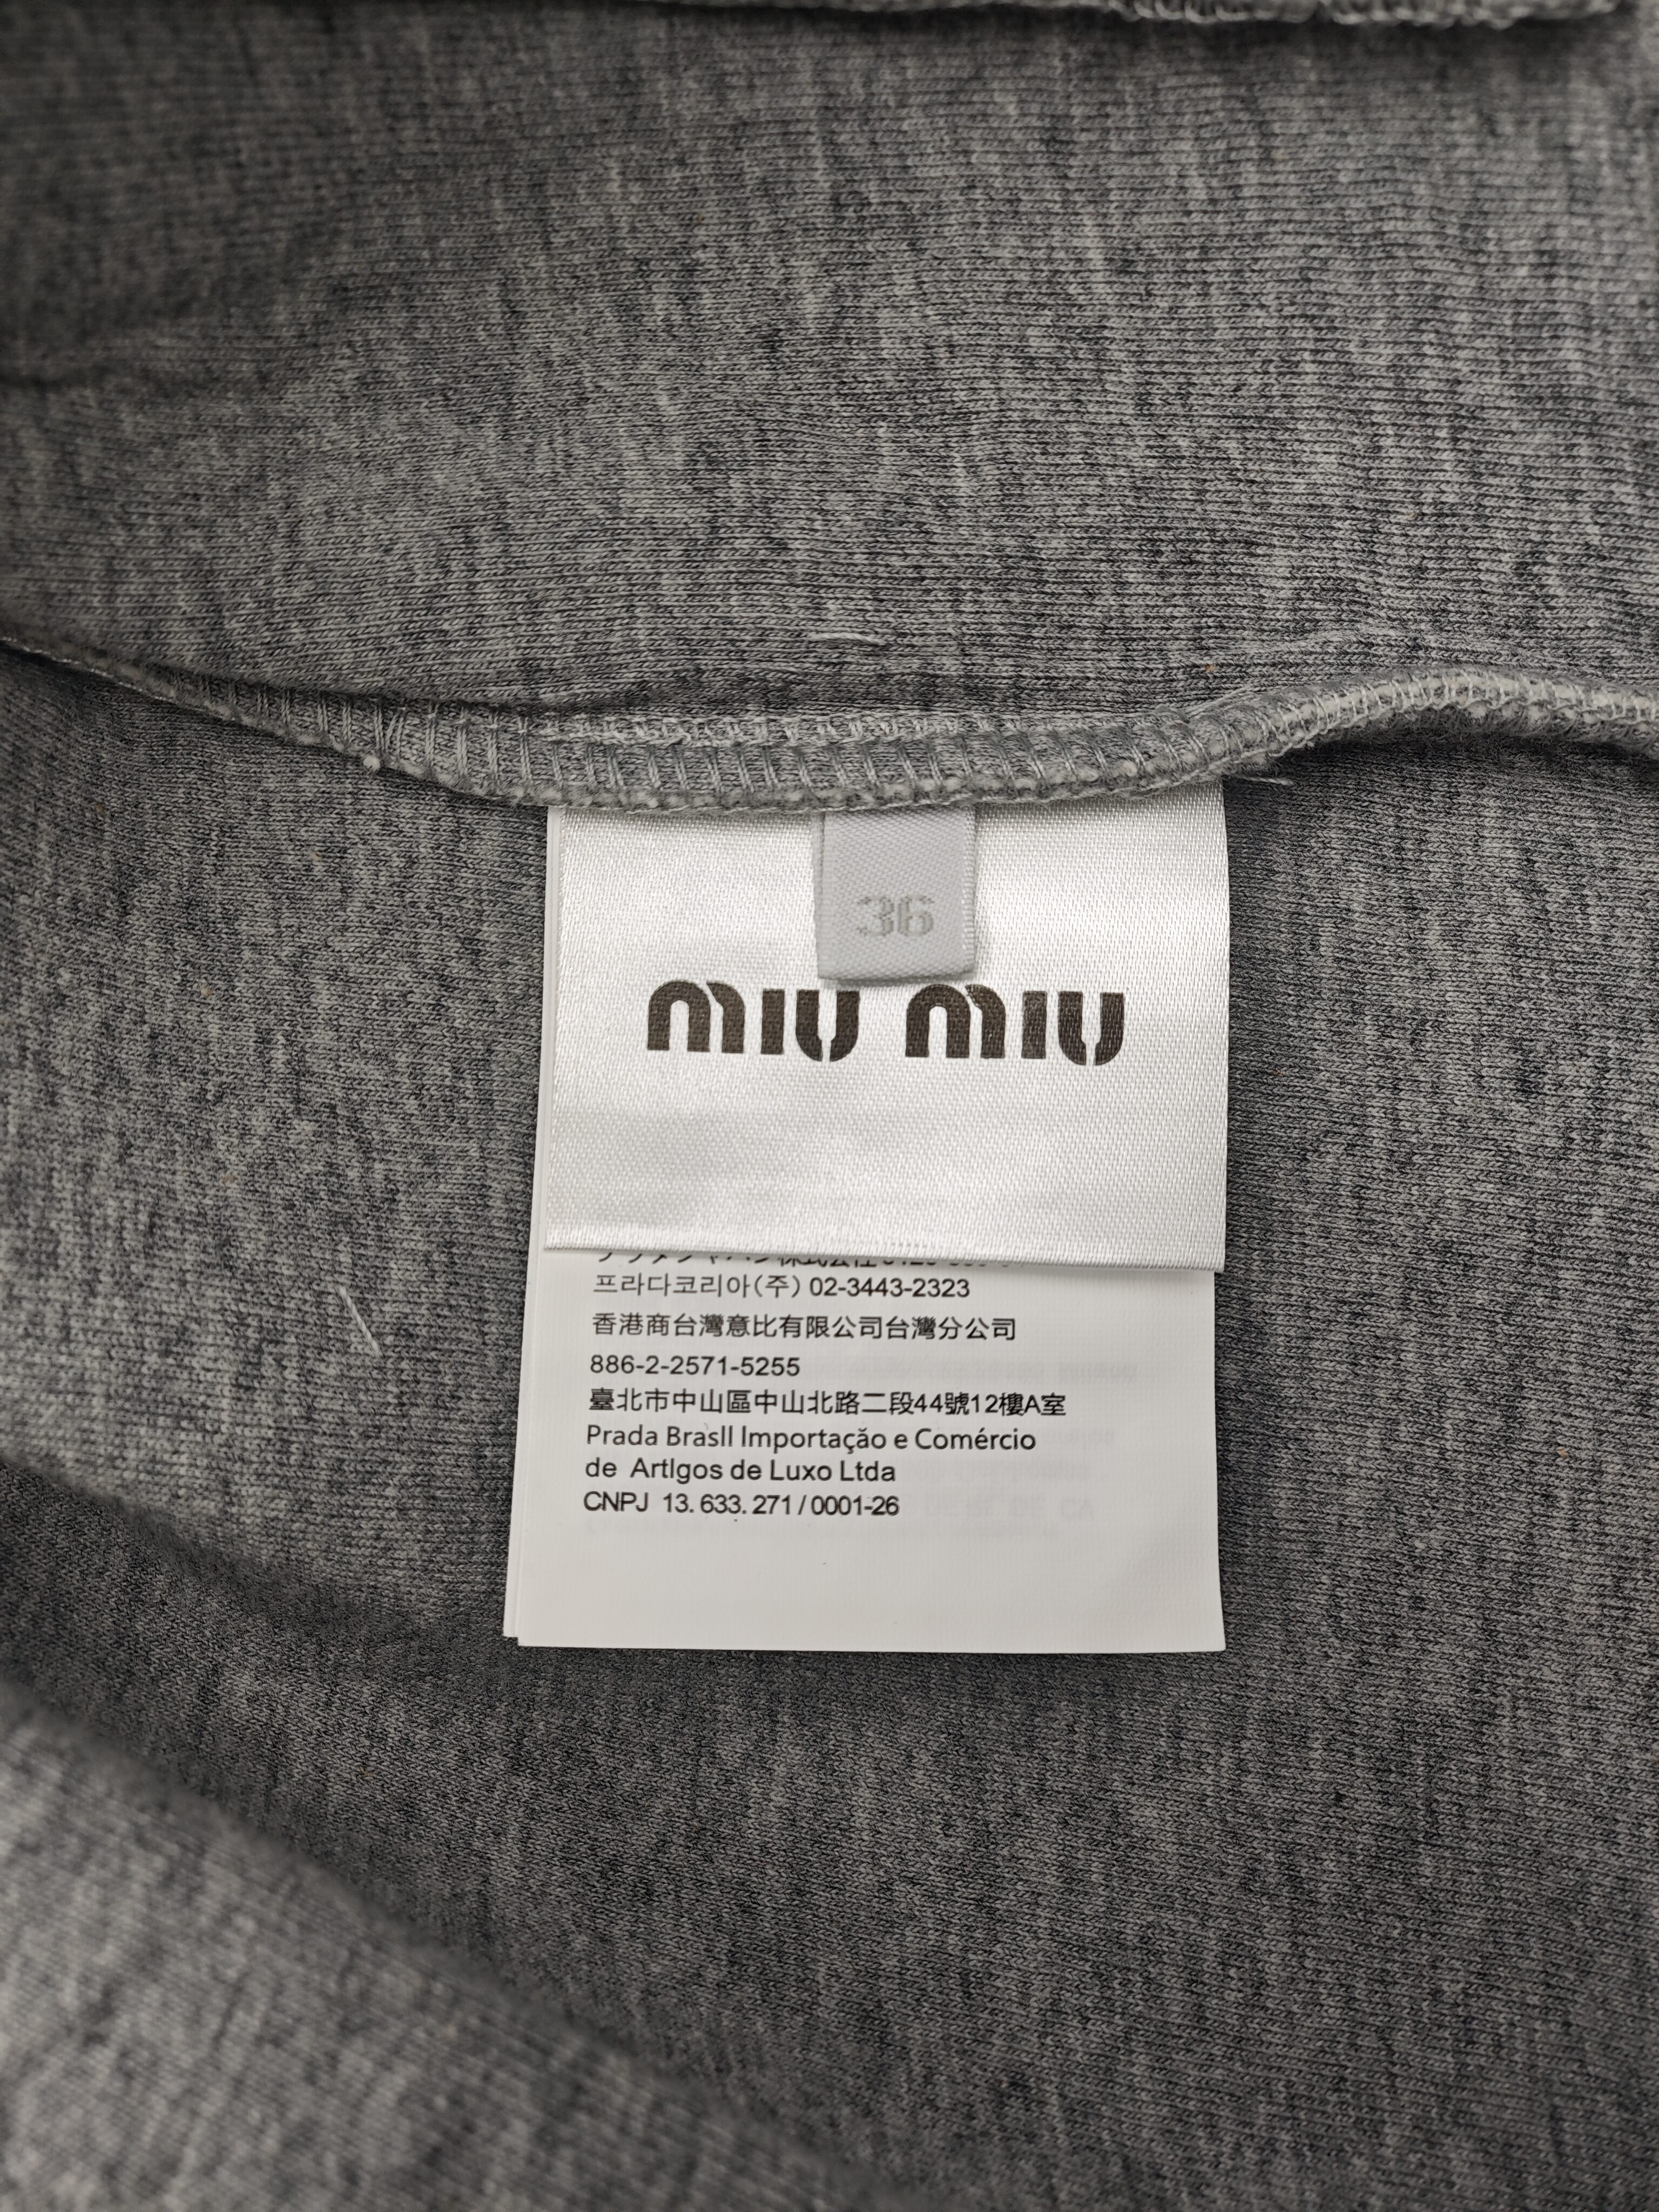 36
miu miu
프라다코리아(주) 02-3443-2323
香港商台灣意比有限公司台灣分公司
886-2-2571-5255
臺北市中山區中山北路二段44號12樓A室
Prada Brasll Importação e Comércio
de Artlgos de Luxo Ltda
CNPJ 13. 633. 271 / 0001-26